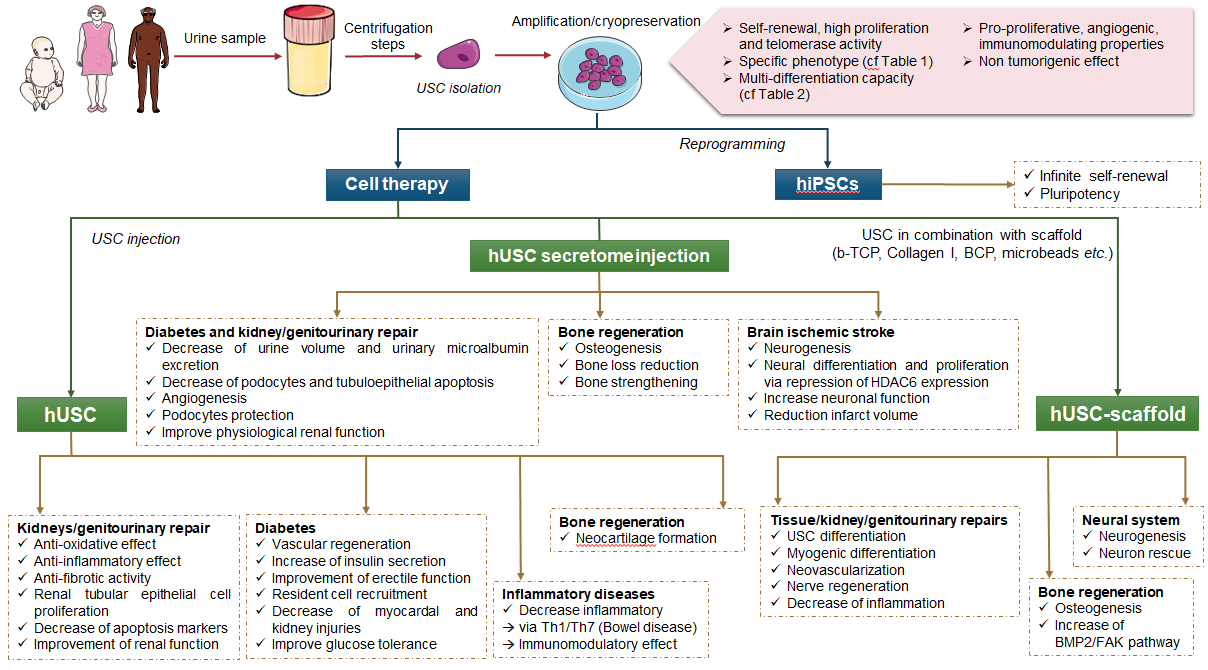 Urine sample
Centrifugation
steps
USC isolation
Amplification/cryopreservation
➢ Self-renewal, high proliferation
and telomerase activity
➢ Specific phenotype (cf Table 1)
➢ Multi-differentiation capacity
(cf Table 2)
➢ Pro-proliferative, angiogenic,
immunomodulating properties
➢ Non tumorigenic effect
Reprogramming
Cell therapy
hiPSCs
✓ Infinite self-renewal
✓ Pluripotency
USC injection
hUSC secretome injection
USC in combination with scaffold
(b-TCP, Collagen I, BCP, microbeads etc.)
Diabetes and kidney/genitourinary repair
✓ Decrease of urine volume and urinary microalbumin
excretion
✓ Decrease of podocytes and tubuloepithelial apoptosis
✓ Angiogenesis
✓ Podocytes protection
✓ Improve physiological renal function
Bone regeneration
✓ Osteogenesis
✓ Bone loss reduction
✓ Bone strengthening
Brain ischemic stroke
✓ Neurogenesis
✓ Neural differentiation and proliferation
via repression of HDAC6 expression
✓ Increase neuronal function
✓ Reduction infarct volume
hUSC
hUSC-scaffold
Kidneys/genitourinary repair
✓ Anti-oxidative effect
✓ Anti-inflammatory effect
✓ Anti-fibrotic activity
✓ Renal tubular epithelial cell
proliferation
✓ Decrease of apoptosis markers
✓ Improvement of renal function
Diabetes
✓ Vascular regeneration
✓ Increase of insulin secretion
✓ Improvement of erectile function
✓ Resident cell recruitment
✓ Decrease of myocardal and
kidney injuries
✓ Improve glucose tolerance
Inflammatory diseases
✓ Decrease inflammatory
→ via Th1/Th7 (Bowel disease)
→ Immunomodulatory effect
Bone regeneration
✓ Neocartilage formation
Tissue/kidney/genitourinary repairs
✓ USC differentiation
✓ Myogenic differentiation
✓ Neovascularization
✓ Nerve regeneration
✓ Decrease of inflammation
Neural system
✓ Neurogenesis
✓ Neuron rescue
Bone regeneration
✓ Osteogenesis
✓ Increase of
BMP2/FAK pathway